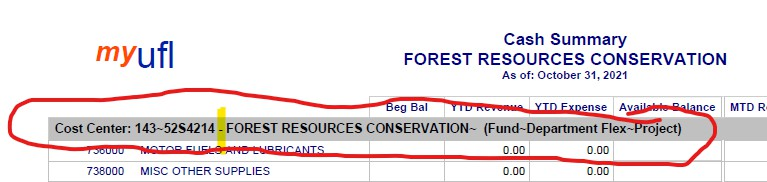 myufl
Cash Summary
FOREST RESOURCES CONSERVATION
As of: October 31, 2021
Beg Bal YTD Revenue YTD Expense Available Balance MTD R
Cost Center: 143~52S4214 - FOREST RESOURCES CONSERVATION~ (Fund~Department Flex~Project)
736000 MOTOR FUELS AND LUBRICANTS 0.00 0.00
738000 MISC OTHER SUPPLIES 0.00 0.00